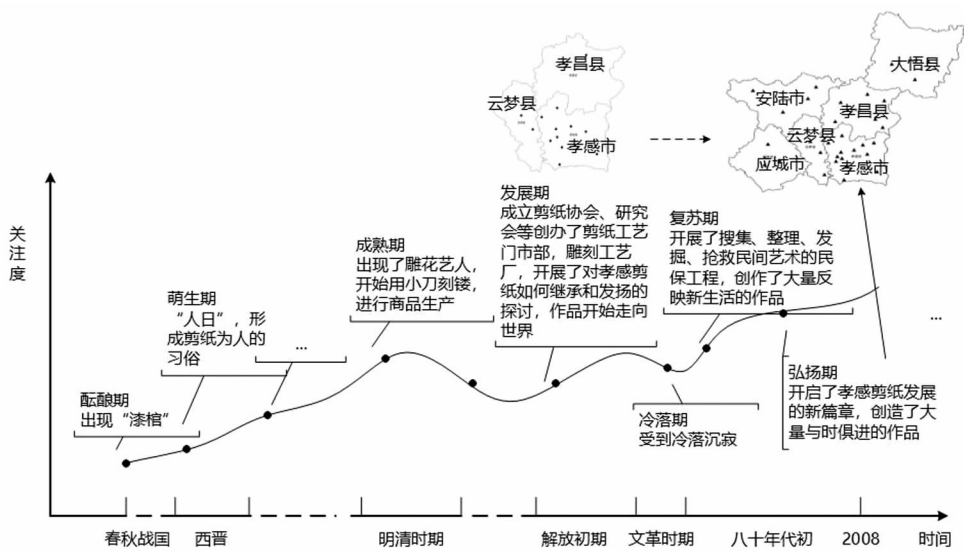 孝昌县
云梦县
孝感市
大悟县
安陆市
孝昌县
云梦县
应城市
孝感市
关注度
酝酿期
出现“漆棺”
萌生期
“人日”，形
成剪纸为人的
习俗
...
成熟期
出现了雕花艺人，
开始用小刀刻镂，
进行商品生产
发展期
成立剪纸协会、研究
会等创办了剪纸工艺
门市部，雕刻工艺
厂，开展了对孝感剪
纸如何继承和发扬的
探讨，作品开始走向
世界
冷落期
受到冷落沉寂
复苏期
开展了搜集、整理、发
掘、抢救民间艺术的民
保工程，创作了大量反
映新生活的作品
弘扬期
开启了孝感剪纸发展
的新篇章，创造了大
量与时俱进的作品
...
春秋战国
西晋
明清时期
解放初期
文革时期
八十年代初
2008
时间